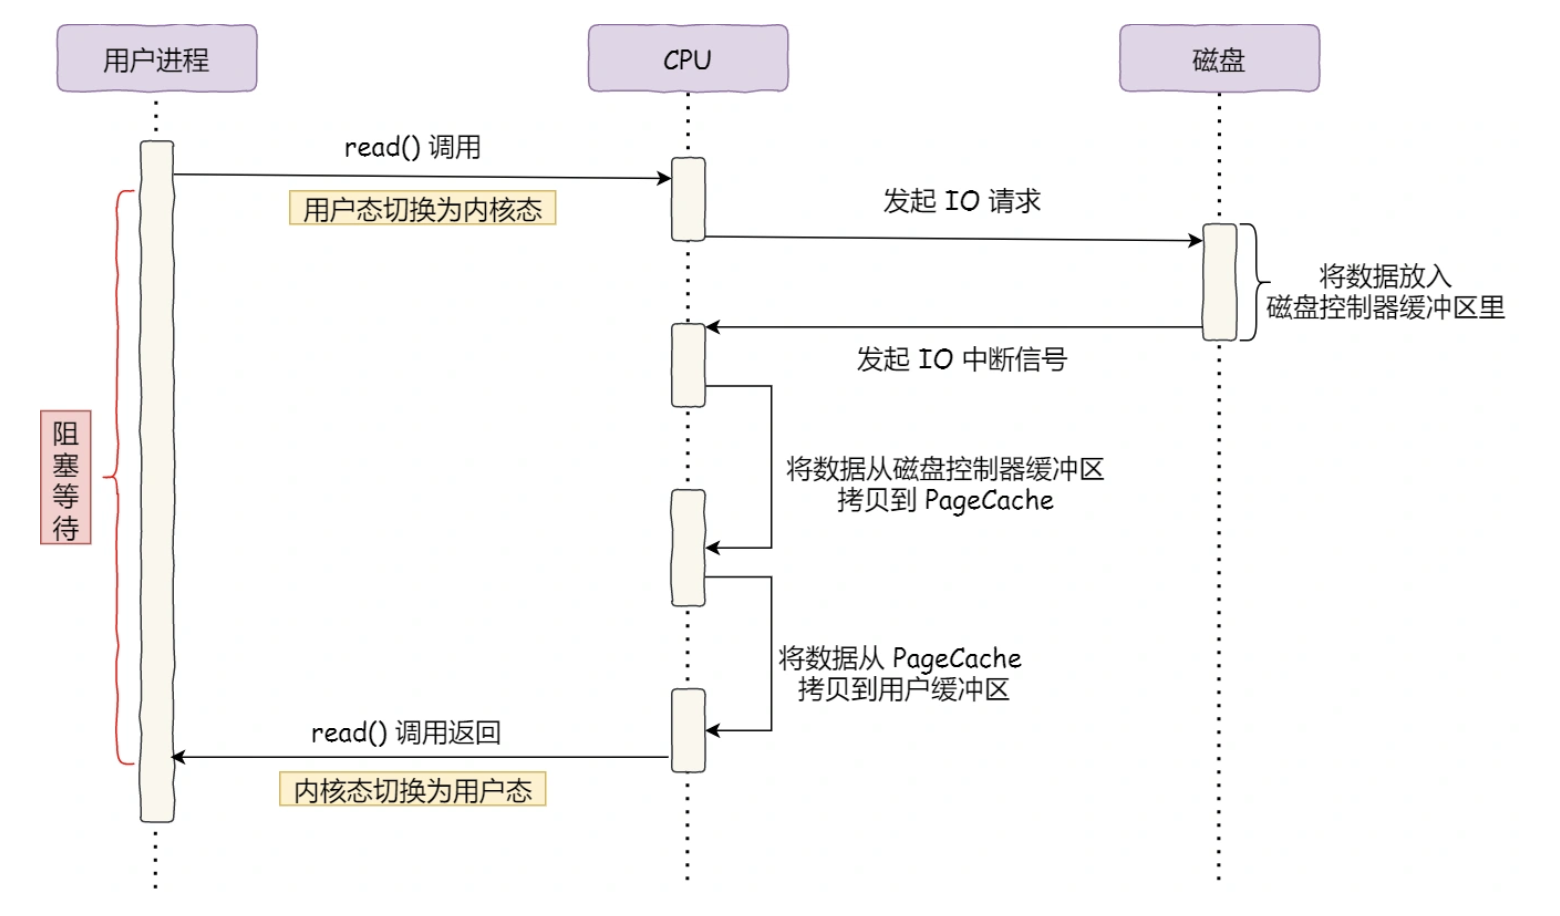 用户进程
CPU
磁盘
read() 调用
用户态切换为内核态
发起 IO 请求
将数据放入
磁盘控制器缓冲区里
发起 IO 中断信号
阻
塞
等
待
将数据从磁盘控制器缓冲区
拷贝到 PageCache
将数据从 PageCache
拷贝到用户缓冲区
read() 调用返回
内核态切换为用户态